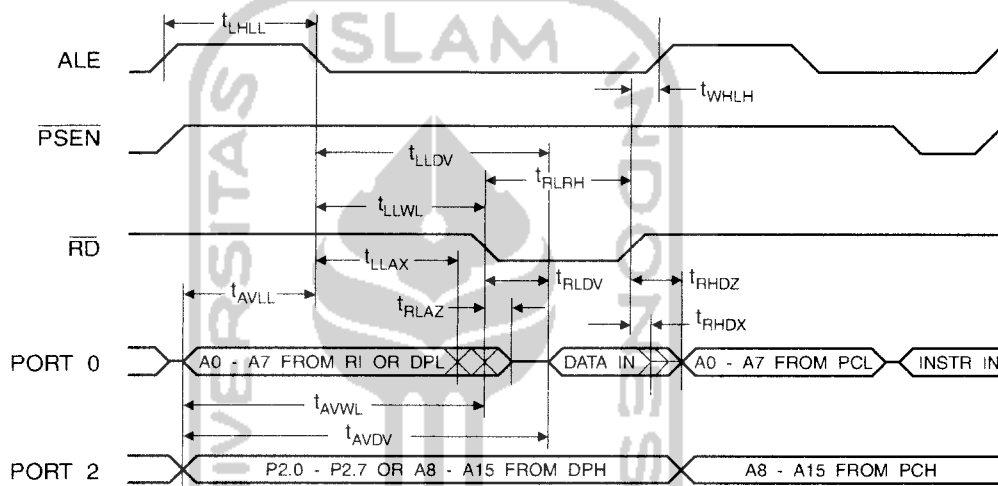 tLHLL
ISLAM
ALE
tWHLH
PSEN
tLLDV
tRLRH
tLLWL
RD
tLLAX
tRLDV
tRHDZ
tAVLL
tRLAZ
tRHDX
PORT 0
A0 - A7 FROM RI OR DPL
DATA IN
A0 - A7 FROM PCL
INSTR IN
tAVWL
tAVDV
PORT 2
P2.0 - P2.7 OR A8 - A15 FROM DPH
A8 - A15 FROM PCH
VERSITAS